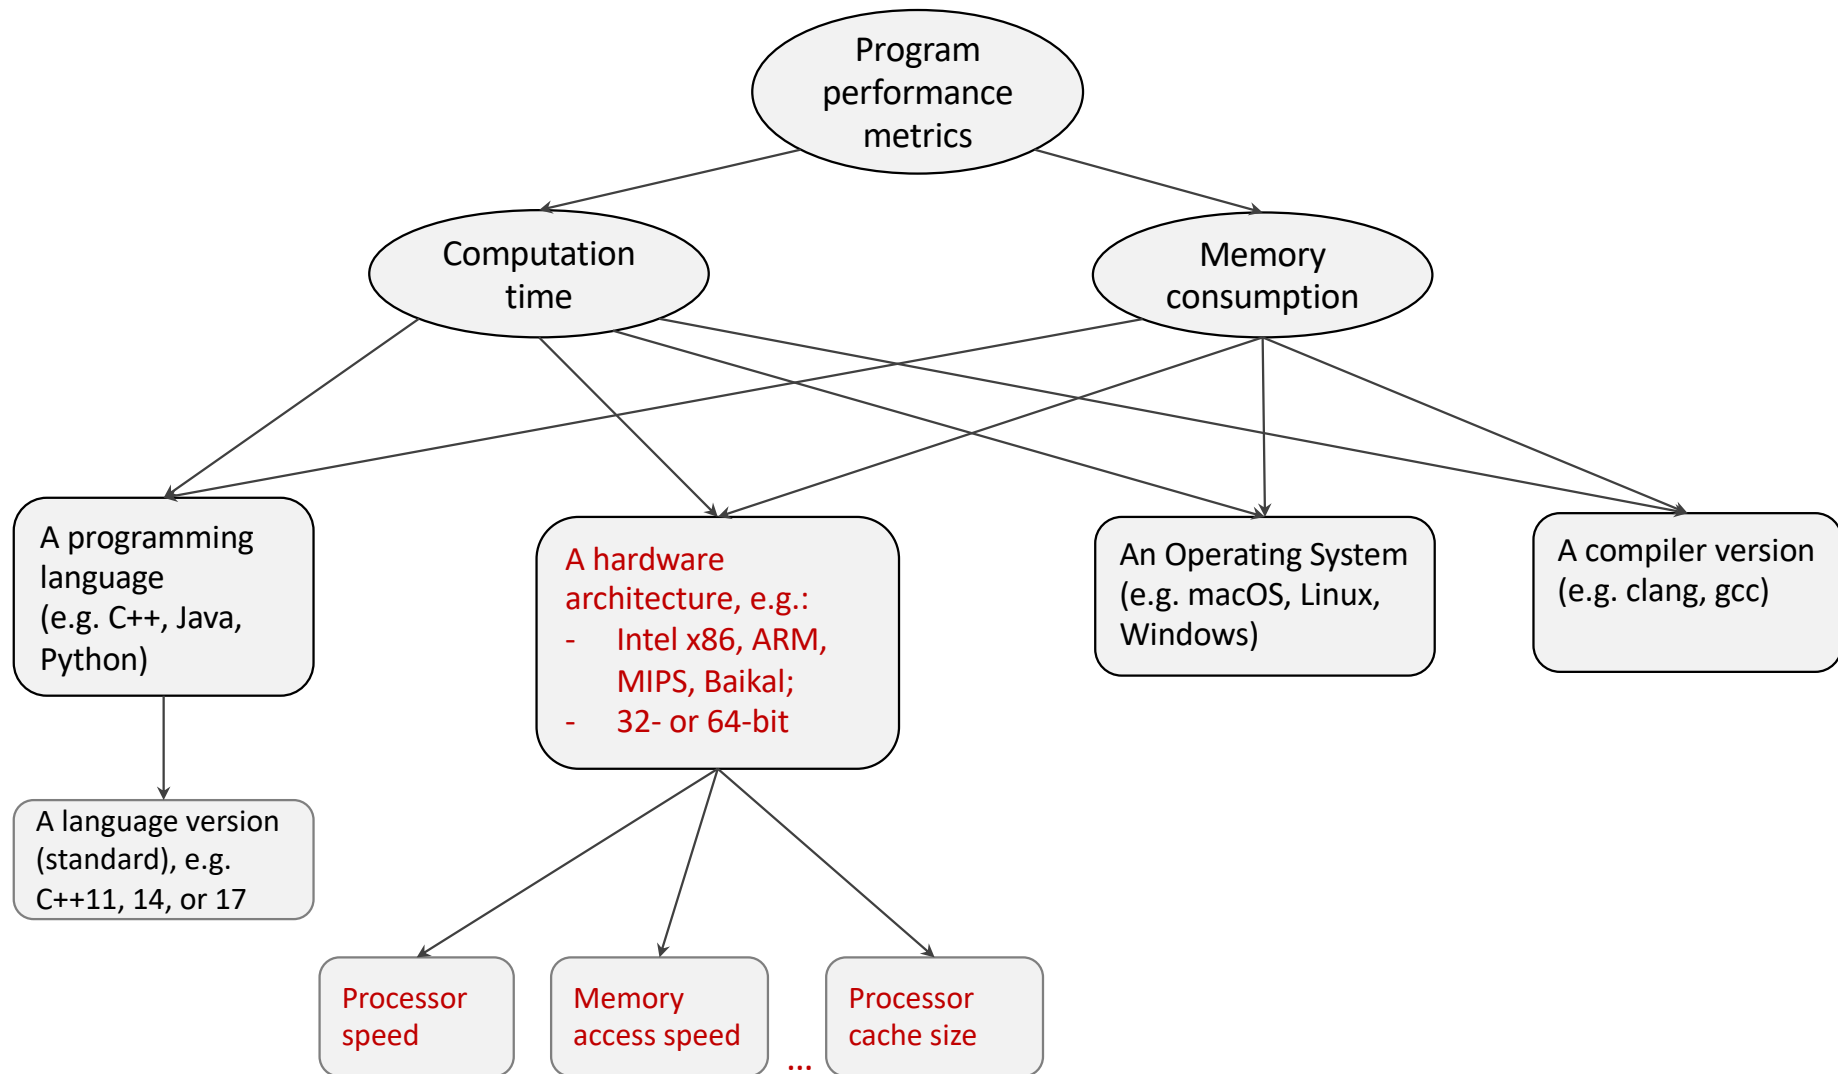 Program
performance
metrics
Computation
time
Memory
consumption
A programming
language
(e.g. C++, Java,
Python)
A hardware
architecture, e.g.:
- Intel x86, ARM,
MIPS, Baikal;
- 32- or 64-bit
An Operating System
(e.g. macOS, Linux,
Windows)
A compiler version
(e.g. clang, gcc)
A language version
(standard), e.g.
C++11, 14, or 17
Processor
speed
Memory
access speed
...
Processor
cache size